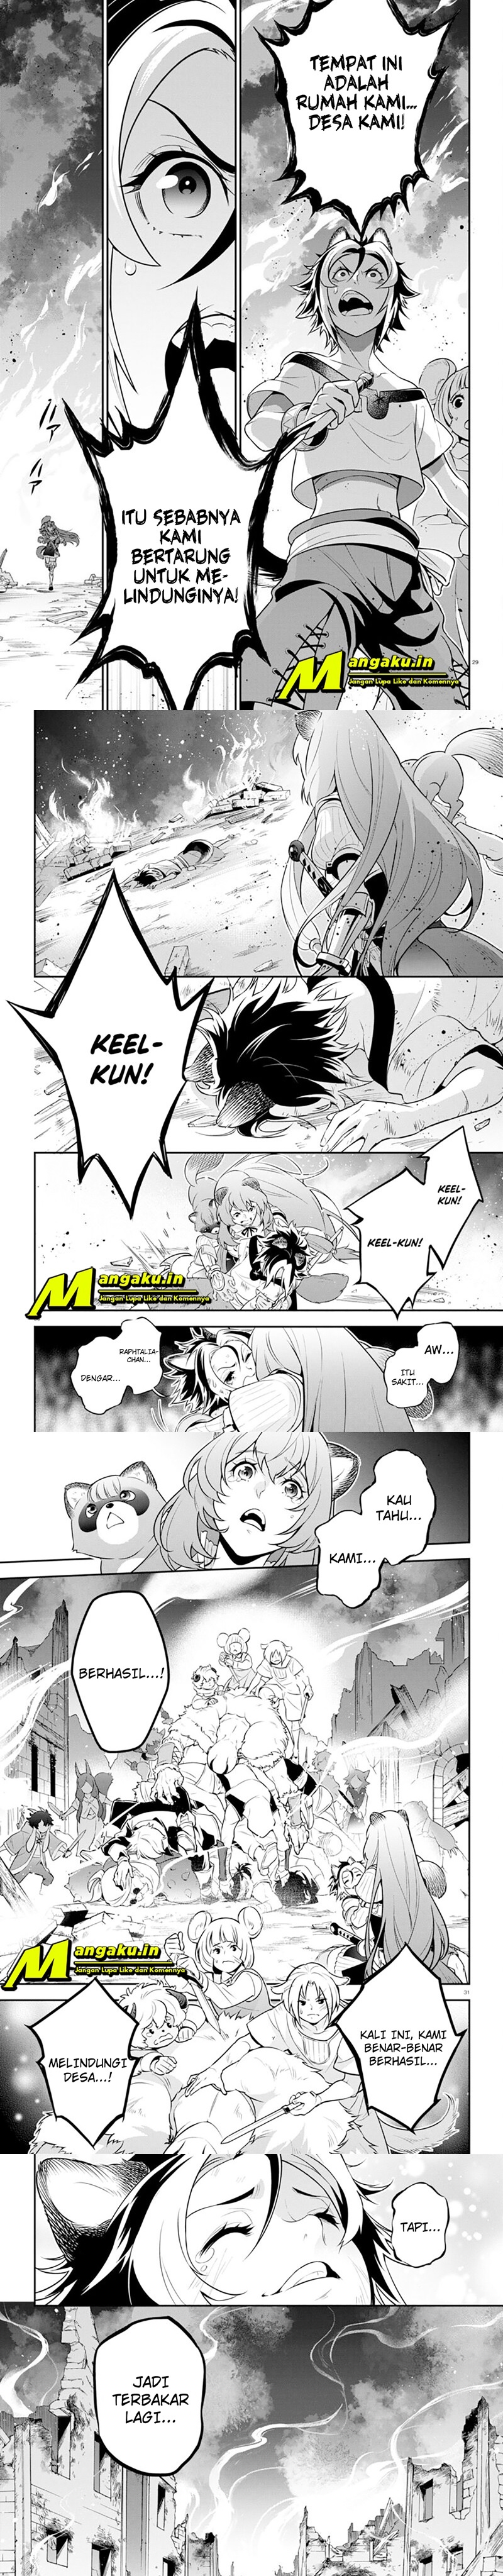 TEMPAT INI
ADALAH
RUMAH KAMI...
DESA KAMI!
ITU SEBABNYA
KAMI
BERTARUNG
UNTUK ME-
LINDUNGINYA!
29
Mangaku.in
Jangan Lupa Like dan Komennya
KEEL-
KUN!
KEEL-
KUN!
KEEL-KUN!
Mangaku.in
Jangan Lupa Like dan Komennya
AW...
ITU
SAKIT...
RAPHTALIA-
CHAN...
DENGAR...
KAU
TAHU...
KAMI...
BERHASIL...!
Mangaku.in
Jangan Lupa Like dan Komennya
31
KALI INI, KAMI
BENAR-BENAR
BERHASIL...
MELINDUNGI
DESA...!
TAPI...
JADI
TERBAKAR
LAGI...